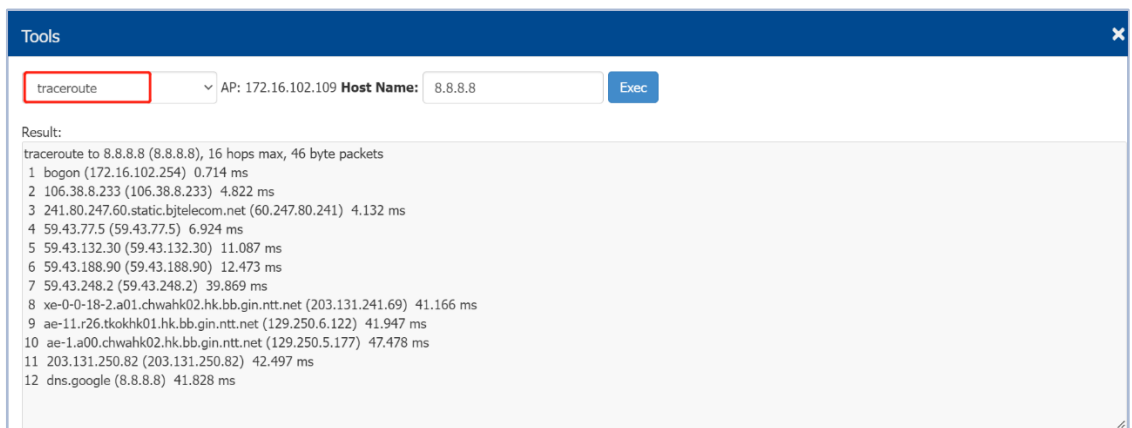 Tools
traceroute AP: 172.16.102.109 Host Name: 8.8.8.8 Exec
Result:
traceroute to 8.8.8.8 (8.8.8.8), 16 hops max, 46 byte packets
1 bogon (172.16.102.254) 0.714 ms
2 106.38.8.233 (106.38.8.233) 4.822 ms
3 241.80.247.60.static.bjtelecom.net (60.247.80.241) 4.132 ms
4 59.43.77.5 (59.43.77.5) 6.924 ms
5 59.43.132.30 (59.43.132.30) 11.087 ms
6 59.43.188.90 (59.43.188.90) 12.473 ms
7 59.43.248.2 (59.43.248.2) 39.869 ms
8 xe-0-0-18-2.a01.chwahk02.hk.bb.gin.ntt.net (203.131.241.69) 41.166 ms
9 ae-11.r26.tkokhk01.hk.bb.gin.ntt.net (129.250.6.122) 41.947 ms
10 ae-1.a00.chwahk02.hk.bb.gin.ntt.net (129.250.5.177) 47.478 ms
11 203.131.250.82 (203.131.250.82) 42.497 ms
12 dns.google (8.8.8.8) 41.828 ms